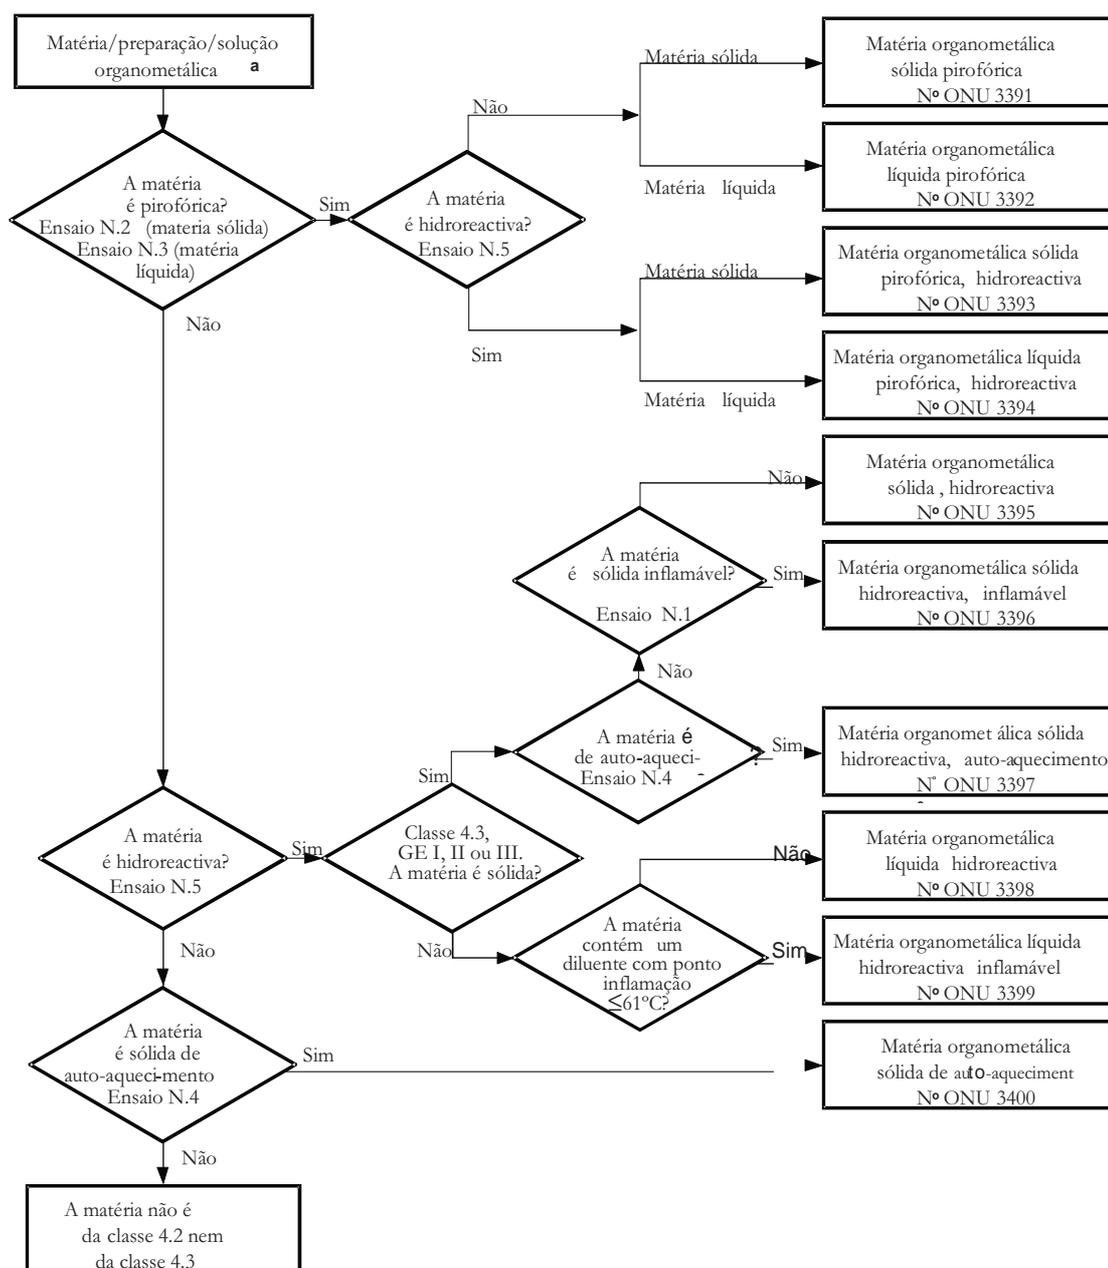 Matéria/preparação/solução
organometálica a
A matéria
é pirofórica?
Ensaio N.2 (materia sólida)
Ensaio N.3 (matéria
líquida)
Sim
Não
A matéria
é hidroreactiva?
Ensaio N.5
Não
Sim
Matéria sólida
Matéria líquida
Matéria sólida
Matéria líquida
Matéria organometálica
sólida pirofórica
Nº ONU 3391
Matéria organometálica
líquida pirofórica
Nº ONU 3392
Matéria organometálica sólida
pirofórica, hidroreactiva
Nº ONU 3393
Matéria organometálica líquida
pirofórica, hidroreactiva
Nº ONU 3394
Não
Matéria organometálica
sólida , hidroreactiva
Nº ONU 3395
A matéria
é sólida inflamável?
Ensaio N.1
Sim
Matéria organometálica sólida
hidroreactiva, inflamável
Nº ONU 3396
Não
A matéria é
de auto-aqueci- ?
Ensaio N.4 -
Sim
Matéria organomet álica sólida
hidroreactiva, auto-aquecimento
N° ONU 3397
Sim
A matéria
é hidroreactiva?
Ensaio N.5
Sim
Classe 4.3,
GE I, II ou III.
A matéria é sólida?
Não
Matéria organometálica
líquida hidroreactiva
Nº ONU 3398
Não
Não
A matéria
contém um
diluente com ponto
inflamação
≤61°C?
Sim
Matéria organometálica líquida
hidroreactiva inflamável
Nº ONU 3399
A matéria
é sólida de
auto-aqueci-mento
Ensaio N.4
Sim
Matéria organometálica
sólida de auto-aqueciment
Nº ONU 3400
Não
A matéria não é
da classe 4.2 nem
da classe 4.3